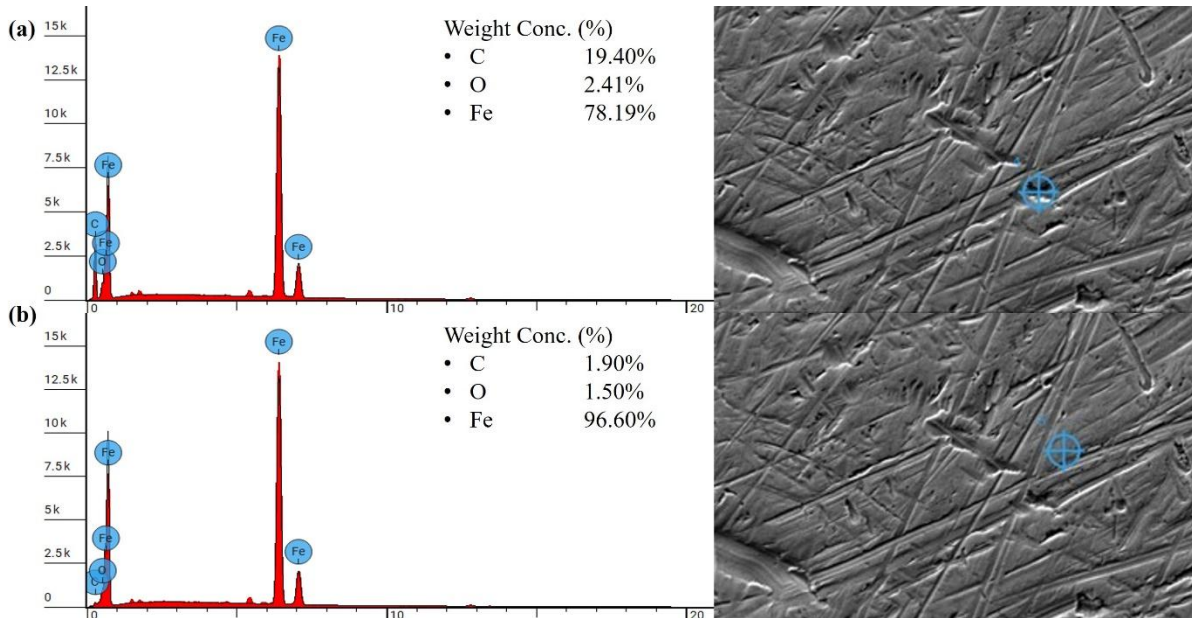 (a)
15k
12.5k
10k
7.5k
5k
2.5k
0
Fe
Fe
C
Fe
O
Fe
0
10
20
Weight Conc. (%)
• C 19.40%
• O 2.41%
• Fe 78.19%
(b)
15k
12.5k
10k
7.5k
5k
2.5k
0
Fe
Fe
Fe
O
C
Fe
0
10
20
Weight Conc. (%)
• C 1.90%
• O 1.50%
• Fe 96.60%